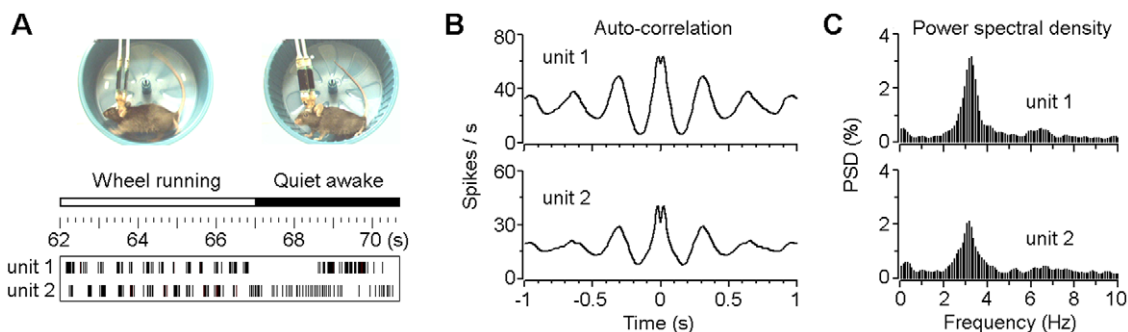 A
Wheel running
Quiet awake
62 64 66 68 70 (s)
unit 1
unit 2
B
Auto-correlation
unit 1
80
60
40
20
0
unit 2
60
30
0
Spikes / s
-1 -0.5 0 0.5 1
Time (s)
C
Power spectral density
4
2
0
unit 1
4
2
0
unit 2
PSD (%)
0 2 4 6 8 10
Frequency (Hz)